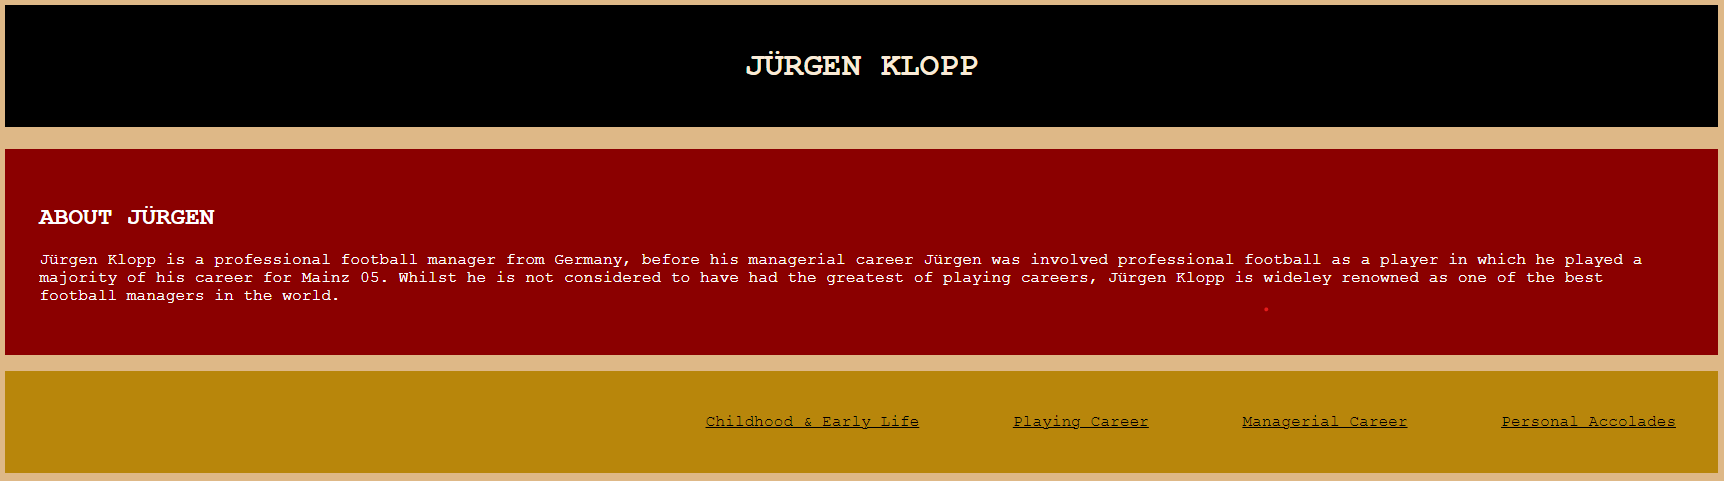 JÜRGEN KLOPP
ABOUT JÜRGEN
Jürgen Klopp is a professional football manager from Germany, before his managerial career Jürgen was involved professional football as a player in which he played a
majority of his career for Mainz 05. Whilst he is not considered to have had the greatest of playing careers, Jürgen Klopp is wideley renowned as one of the best
football managers in the world.
Childhood & Early Life Playing Career Managerial Career Personal Accolades